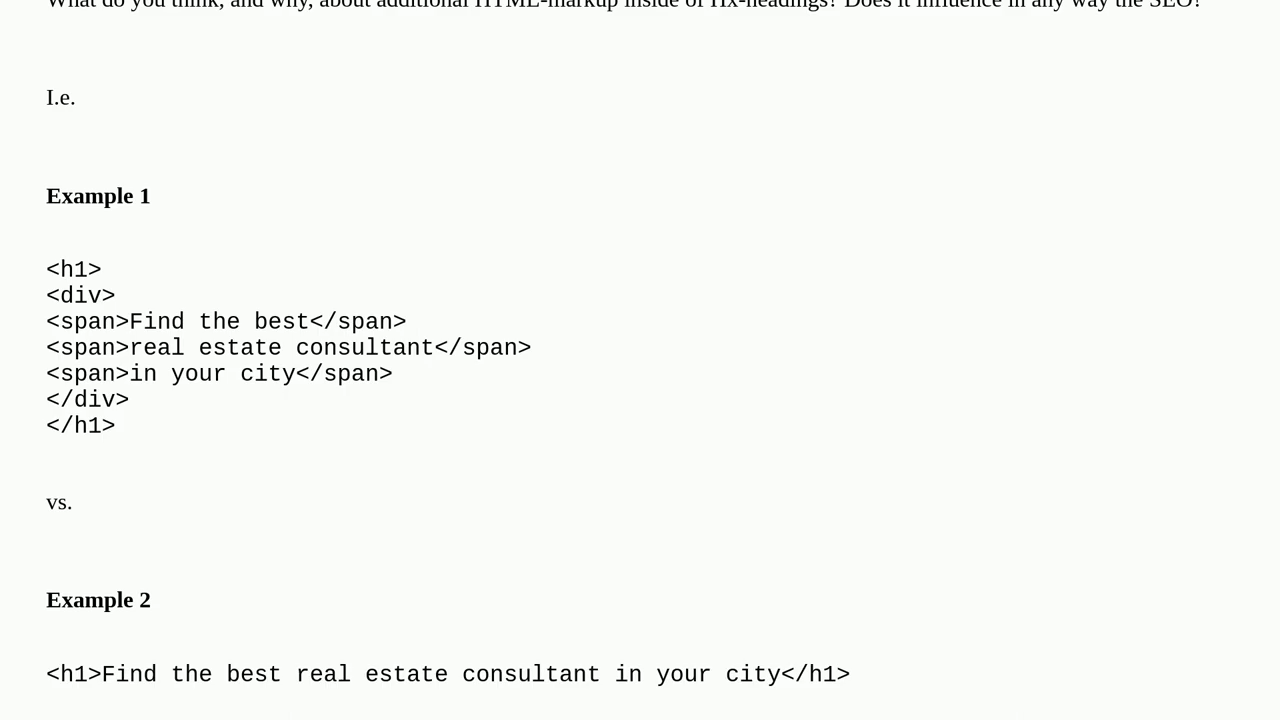 What do you think, and why, about additional HTML-markup inside of Hx-headings? Does it influence in any way the SEO?
I.e.
Example 1
<h1>
<div>
<span>Find the best</span>
<span>real estate consultant</span>
<span>in your city</span>
</div>
</h1>
vs.
Example 2
<h1>Find the best real estate consultant in your city</h1>